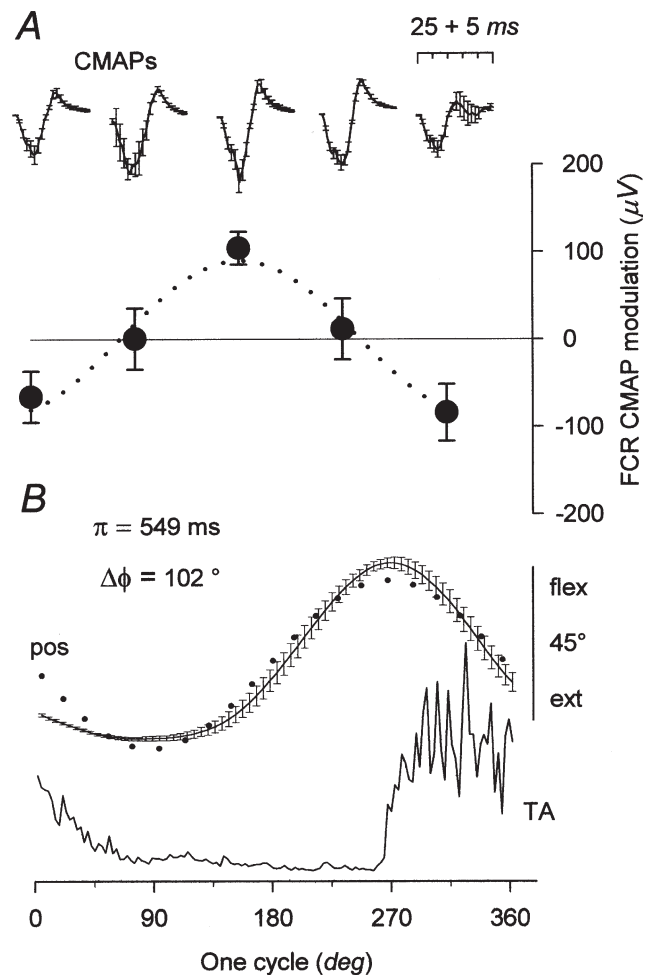 A
25 + 5 ms
CMAPs
200
100
0
-100
-200
FCR CMAP modulation (μV)
B
π = 549 ms
Δϕ = 102 °
pos
flex
45°
ext
TA
0 90 180 270 360
One cycle (deg)